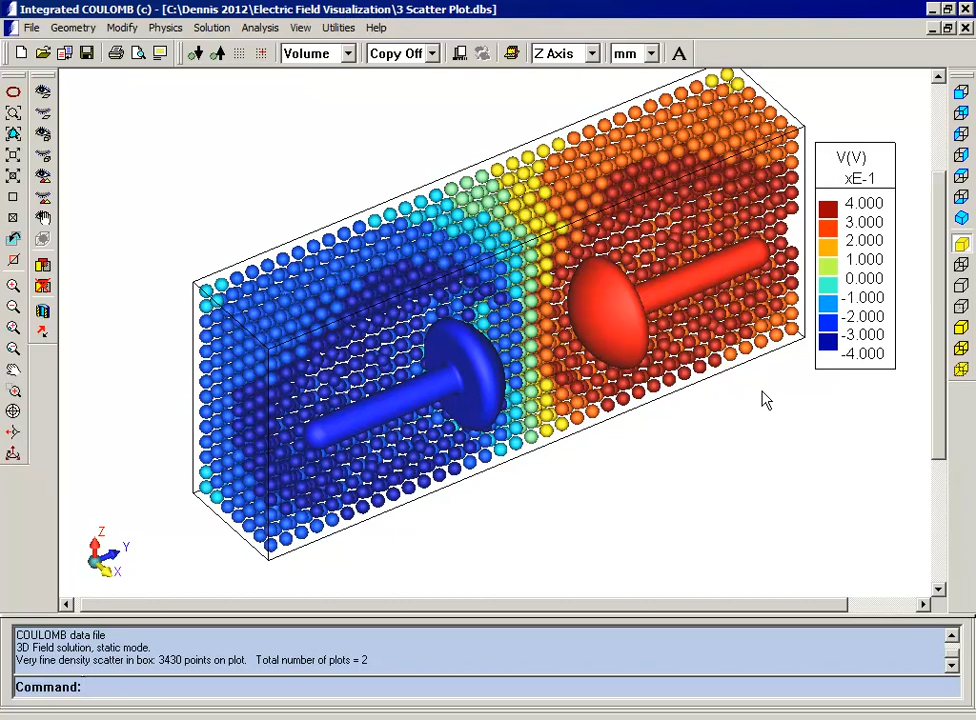 Integrated COULOMB (c) - [C:\Dennis 2012\Electric Field Visualization\3 Scatter Plot.dbs]
File Geometry Modify Physics Solution Analysis View Utilities Help
Volume Copy Off Z Axis mm A
V(V)
xE-1
4.000
3.000
2.000
1.000
0.000
-1.000
-2.000
-3.000
-4.000
Z
Y
X
COULOMB data file
3D Field solution, static mode.
Very fine density scatter in box: 3430 points on plot. Total number of plots = 2
Command: